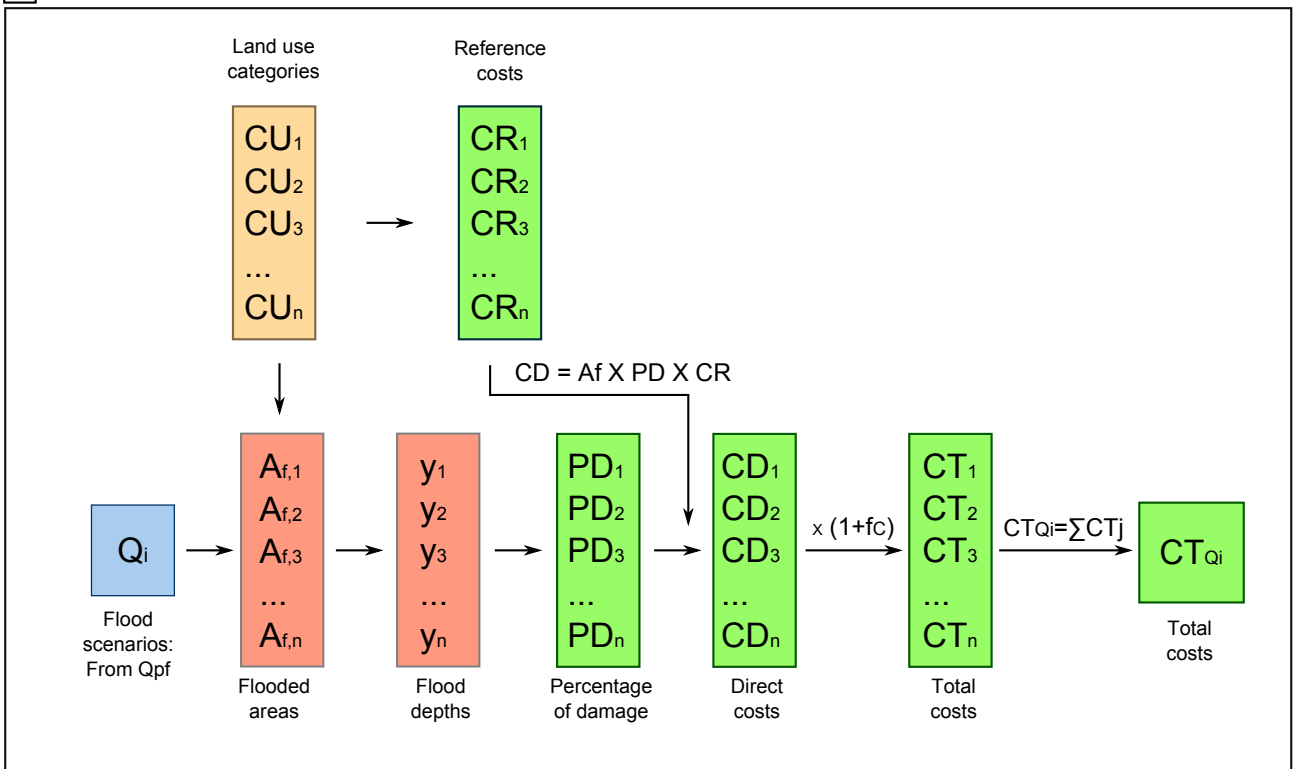 Land use
categories
Reference
costs
CU1
CU2
CU3
...
CUn
CR1
CR2
CR3
...
CRn
CD = Af X PD X CR
Qi
Flood
scenarios:
From Qpf
Af,1
Af,2
Af,3
...
Af,n
Flooded
areas
y1
y2
y3
...
yn
Flood
depths
PD1
PD2
PD3
...
PDn
Percentage
of damage
CD1
CD2
CD3
...
CDn
Direct
costs
x (1+fC)
CT1
CT2
CT3
...
CTn
Total
costs
CTQi=∑CTj
CTQi
Total
costs